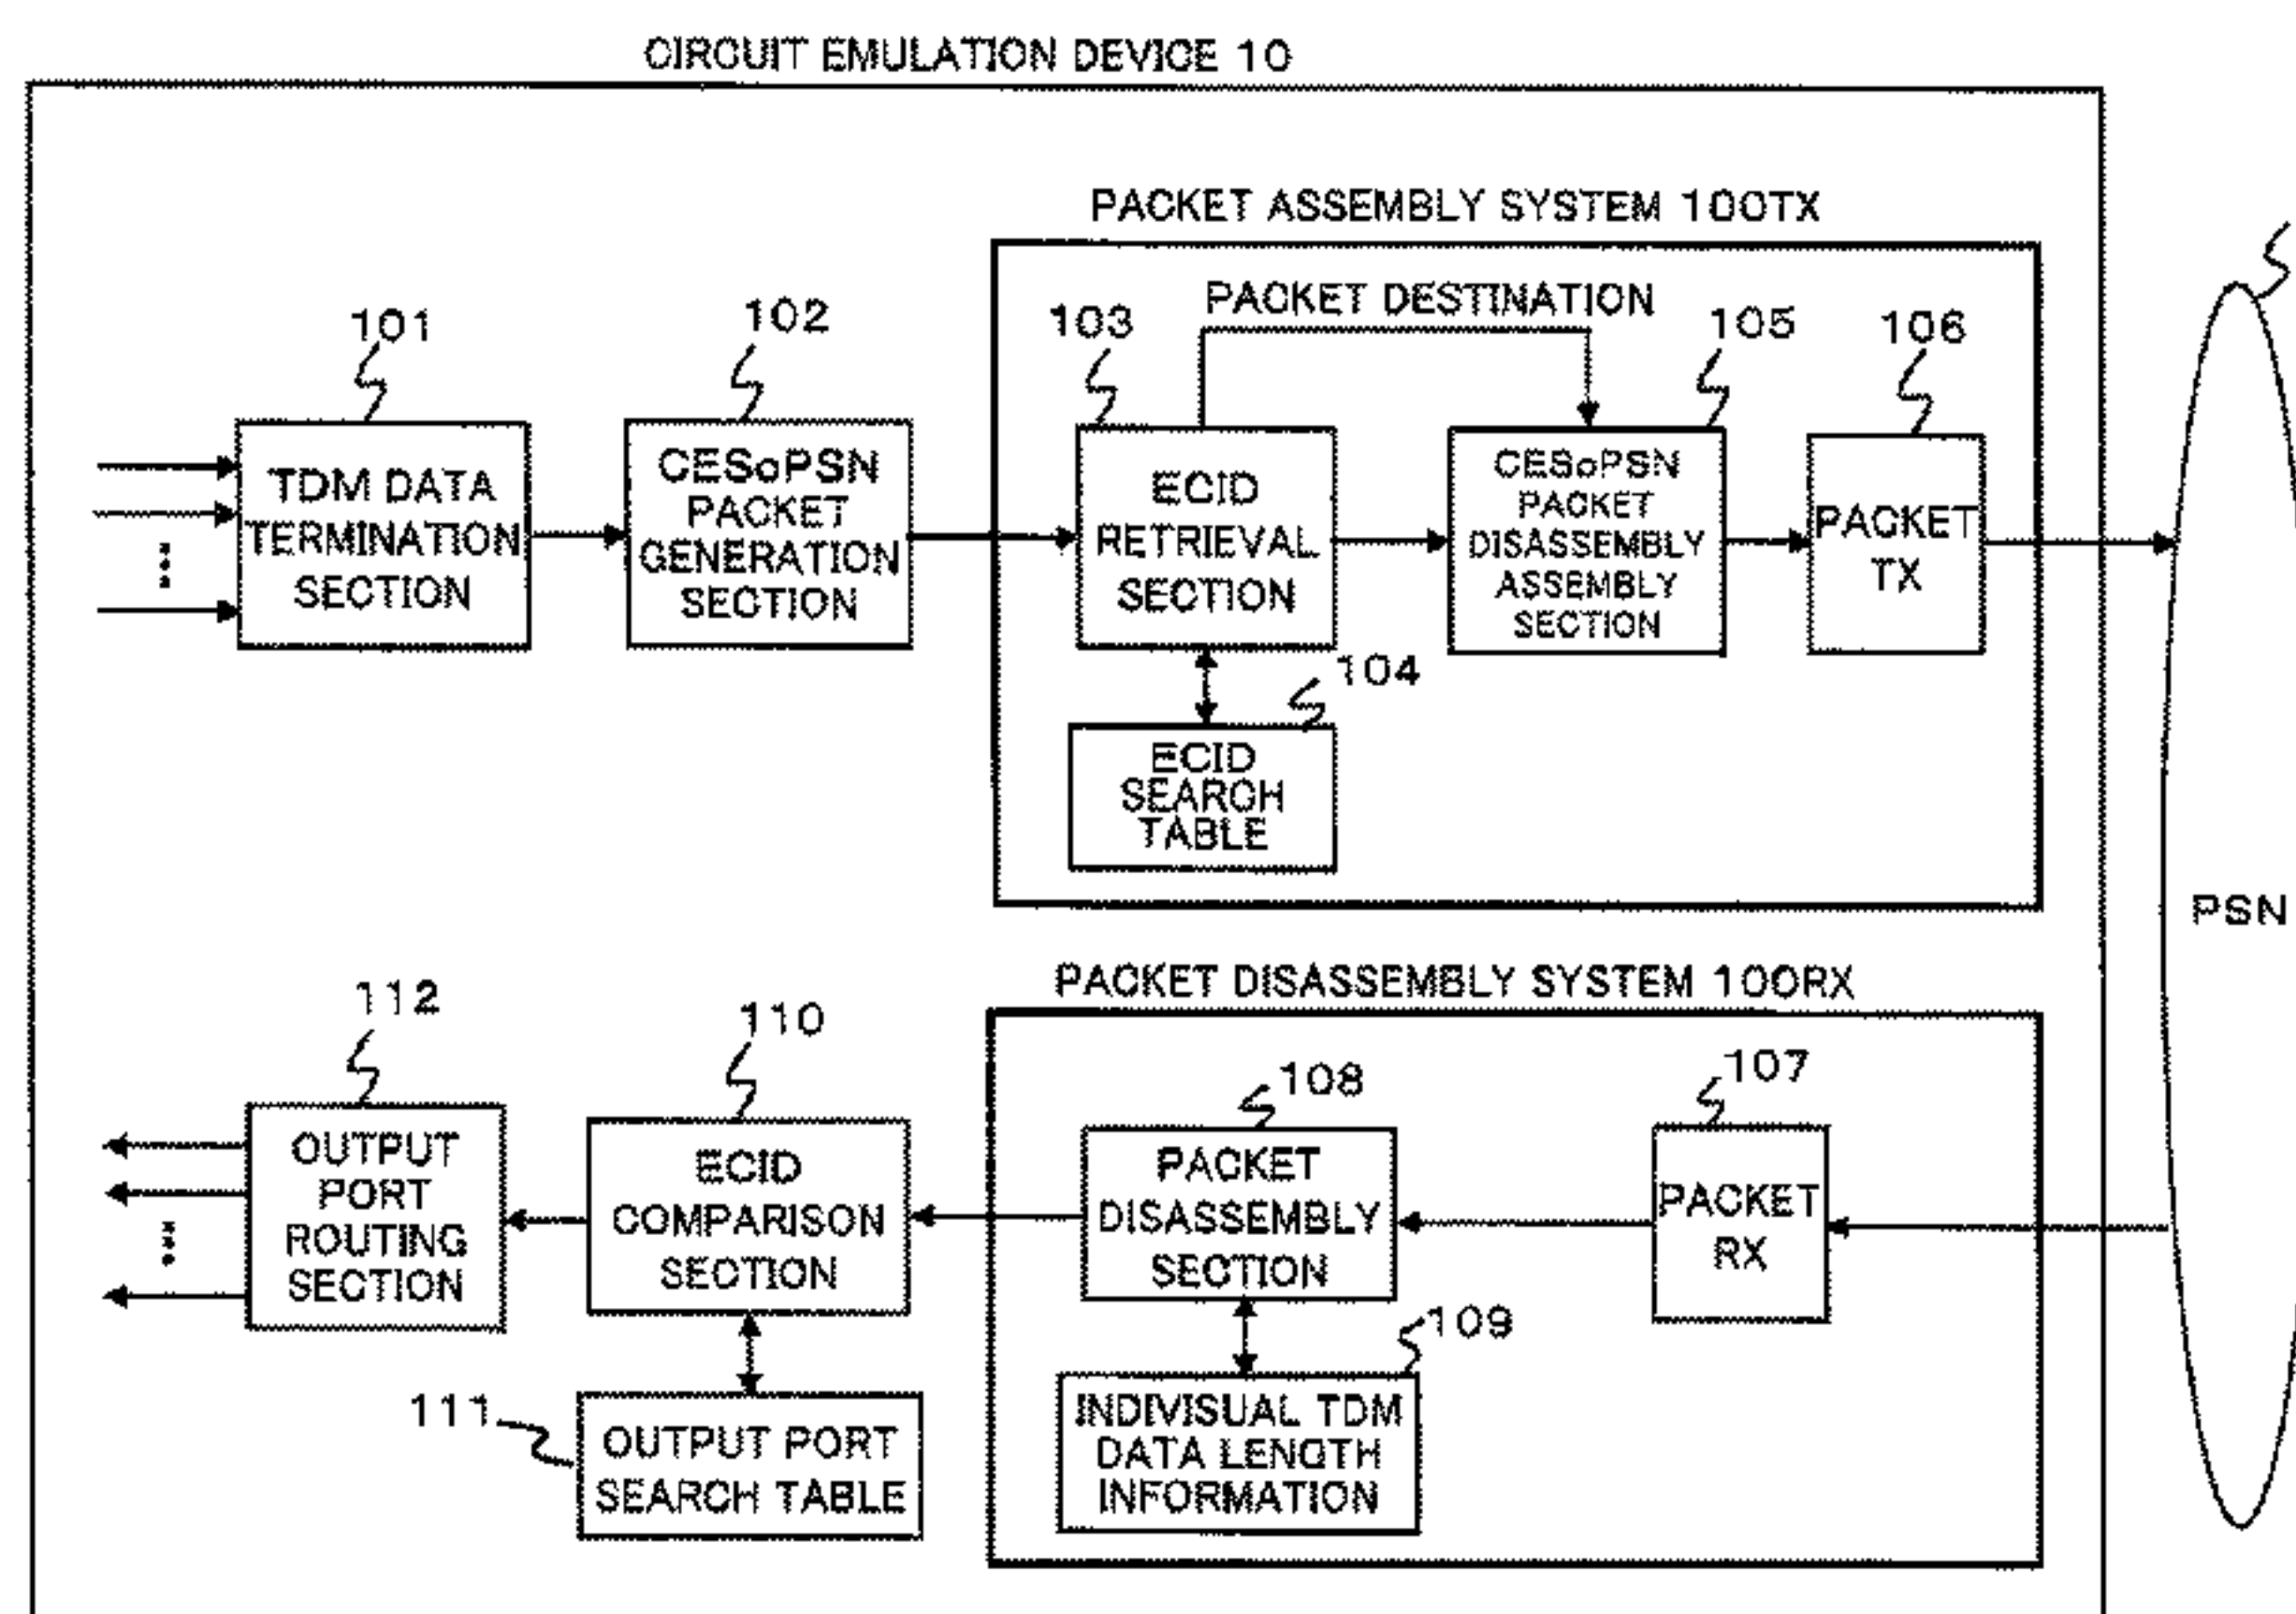 CIRCUIT EMULATION DEVICE 10
PACKET ASSEMBLY SYSTEM 100TX
PACKET DESTINATION
101
102
103
105
106
TDM DATA
TERMINATION
SECTION
CESoPSN
PACKET
GENERATION
SECTION
ECID
RETRIEVAL
SECTION
CESoPSN
PACKET
DISASSEMBLY
ASSEMBLY
SECTION
PACKET
TX
104
ECID
SEARCH
TABLE
PSN
PACKET DISASSEMBLY SYSTEM 100RX
112
110
108
107
OUTPUT
PORT
ROUTING
SECTION
ECID
COMPARISON
SECTION
PACKET
DISASSEMBLY
SECTION
PACKET
RX
109
111
OUTPUT PORT
SEARCH TABLE
INDIVISUAL TDM
DATA LENGTH
INFORMATION